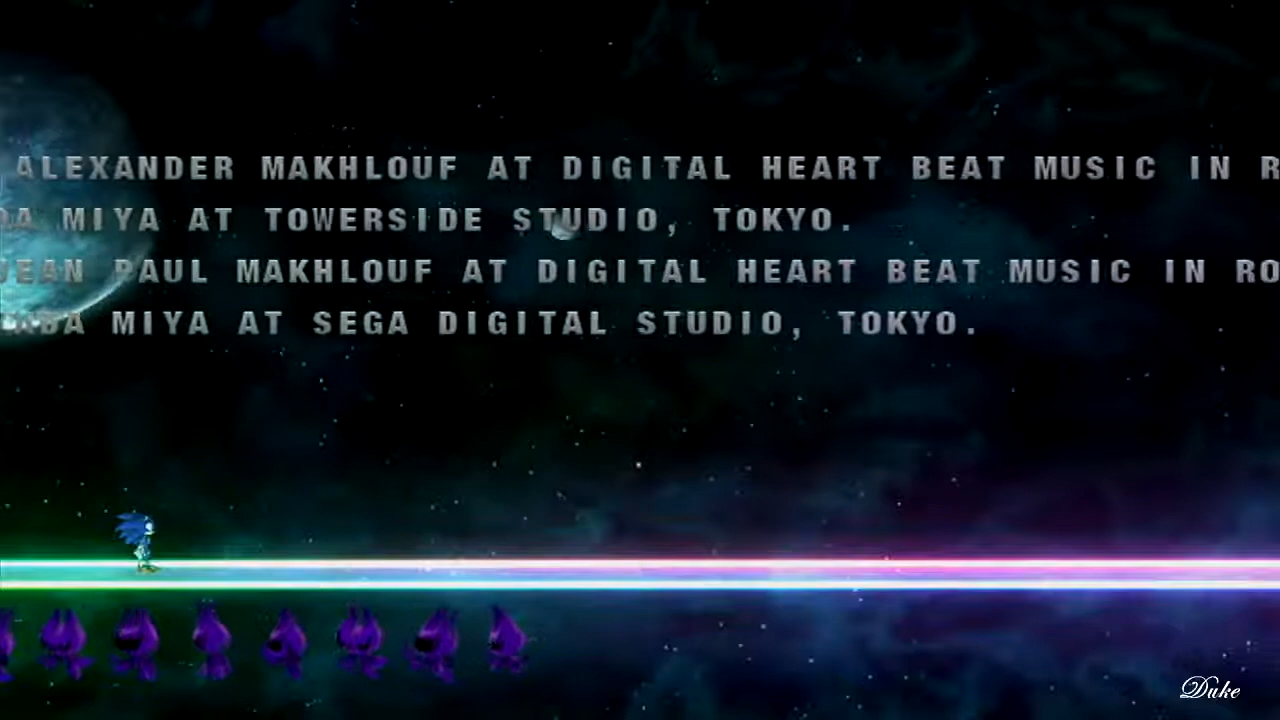 ALEXANDER MAKHLOUF AT DIGITAL HEART BEAT MUSIC IN
MIYA AT TOWERSIDE STUDIO, TOKYO.
JEAN PAUL MAKHLOUF AT DIGITAL HEART BEAT MUSIC IN
MIYA AT SEGA DIGITAL STUDIO, TOKYO.
Duke